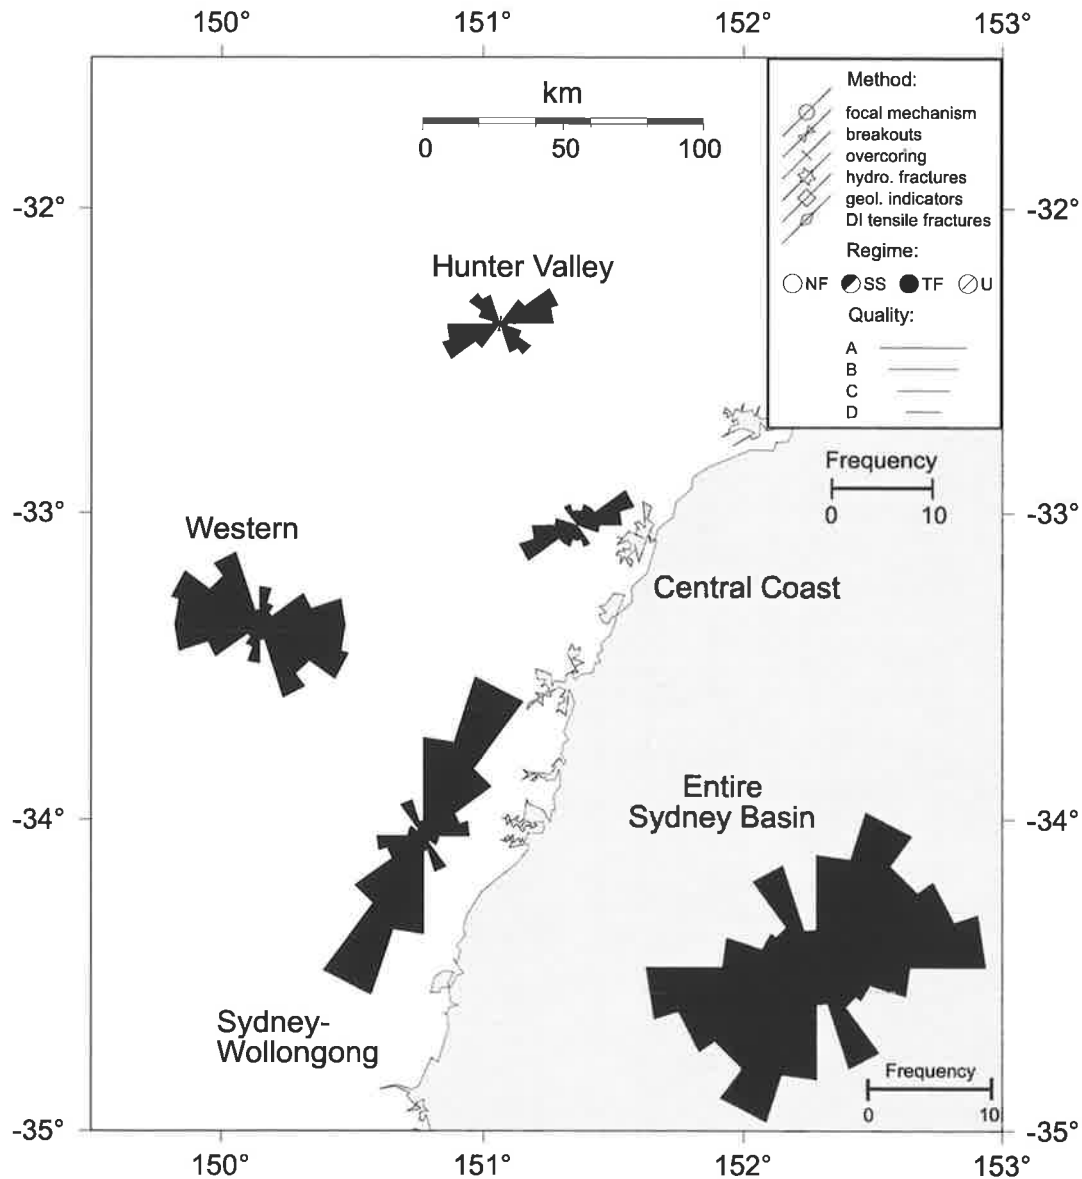 150° 151° 152° 153°
km
0 50 100
Method:
focal mechanism
breakouts
overcoring
hydro. fractures
geol. indicators
DI tensile fractures
Regime:
NF SS TF U
Quality:
A
B
C
D
-32° -32°
Hunter Valley
Frequency
0 10
-33° -33°
Western
Central Coast
Entire
Sydney Basin
-34° -34°
Sydney-
Wollongong
Frequency
0 10
-35° -35°
150° 151° 152° 153°